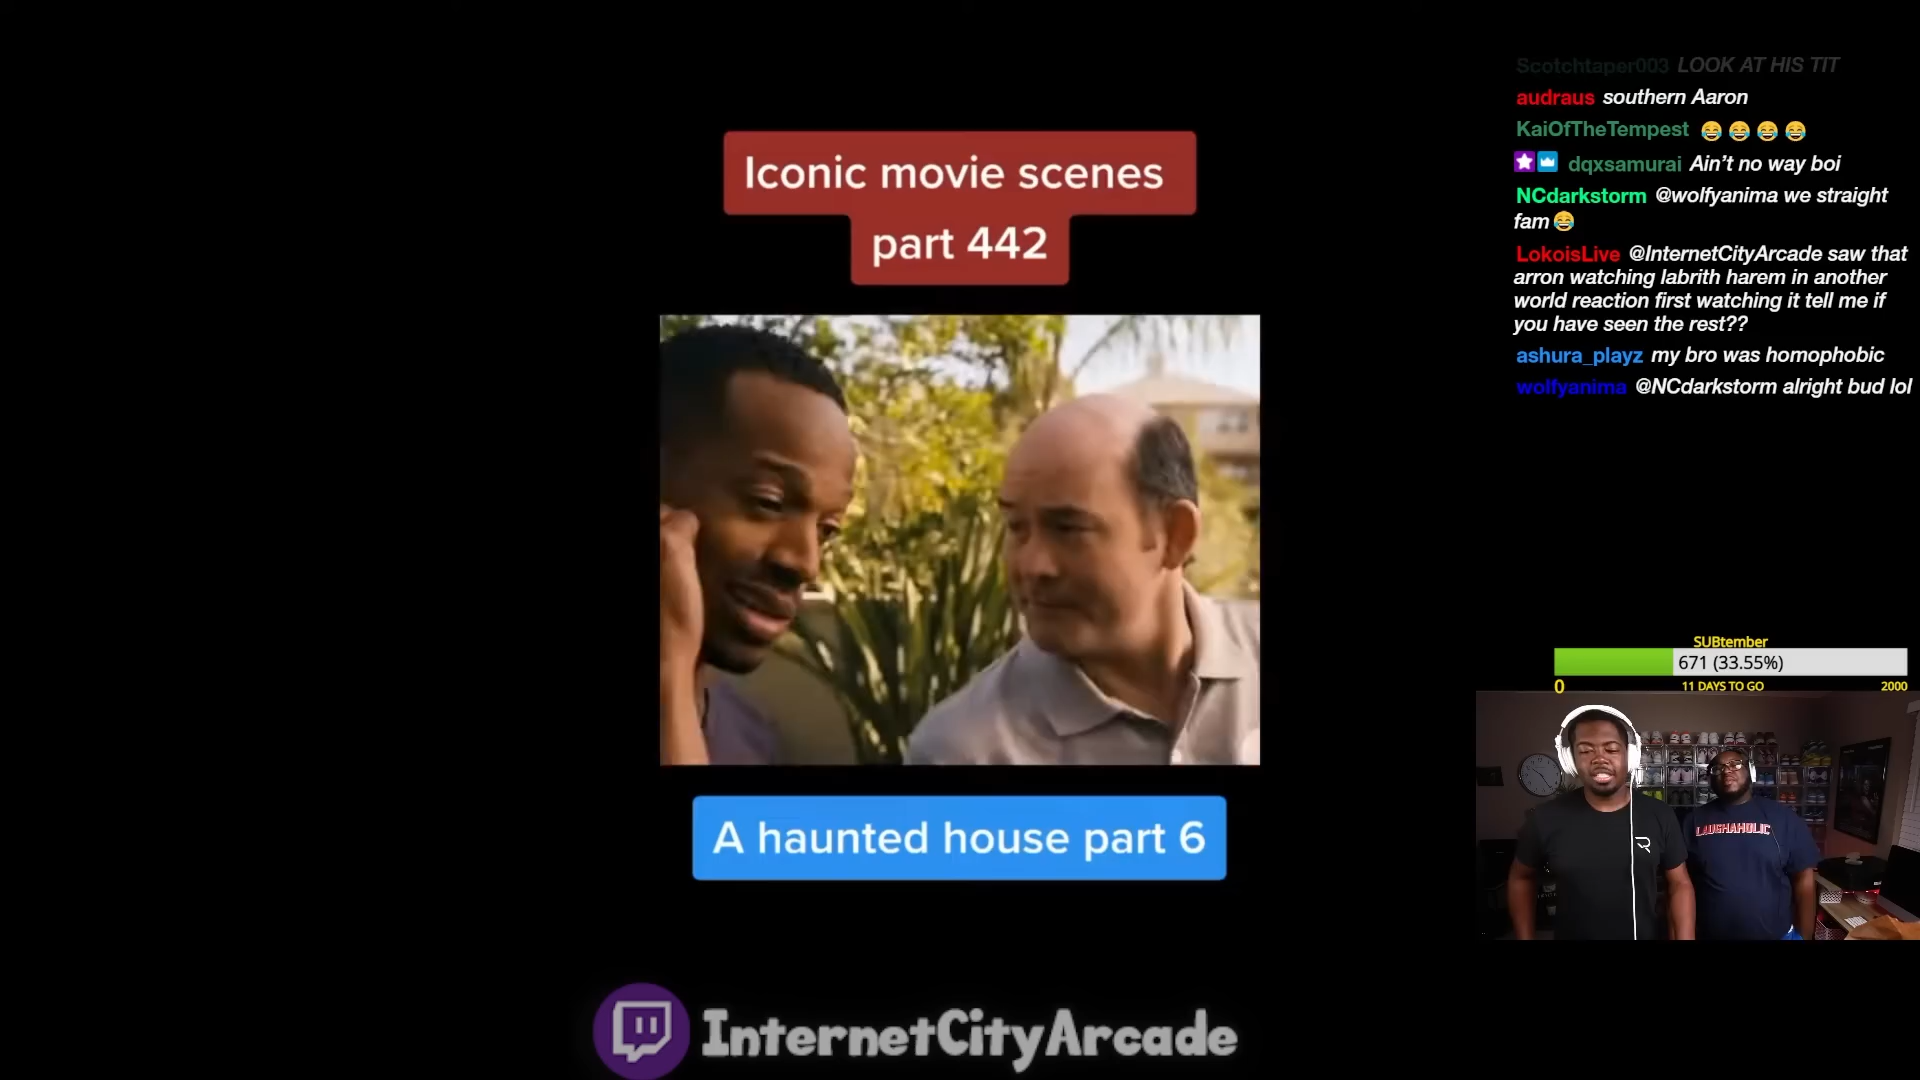 Iconic movie scenes
part 442
A haunted house part 6
InternetCityArcade
Scotchtaper003 LOOK AT HIS TIT
audraus southern Aaron
KaiOfTheTempest 😂 😂 😂 😂
dqxsamurai Ain't no way boi
NCdarkstorm @wolfyanima we straight
fam 😂
LokoisLive @InternetCityArcade saw that
arron watching labrith harem in another
world reaction first watching it tell me if
you have seen the rest??
ashura_playz my bro was homophobic
wolfyanima @NCdarkstorm alright bud lol
SUBtember
671 (33.55%)
0 11 DAYS TO GO 2000
LAUGHAHOLIC